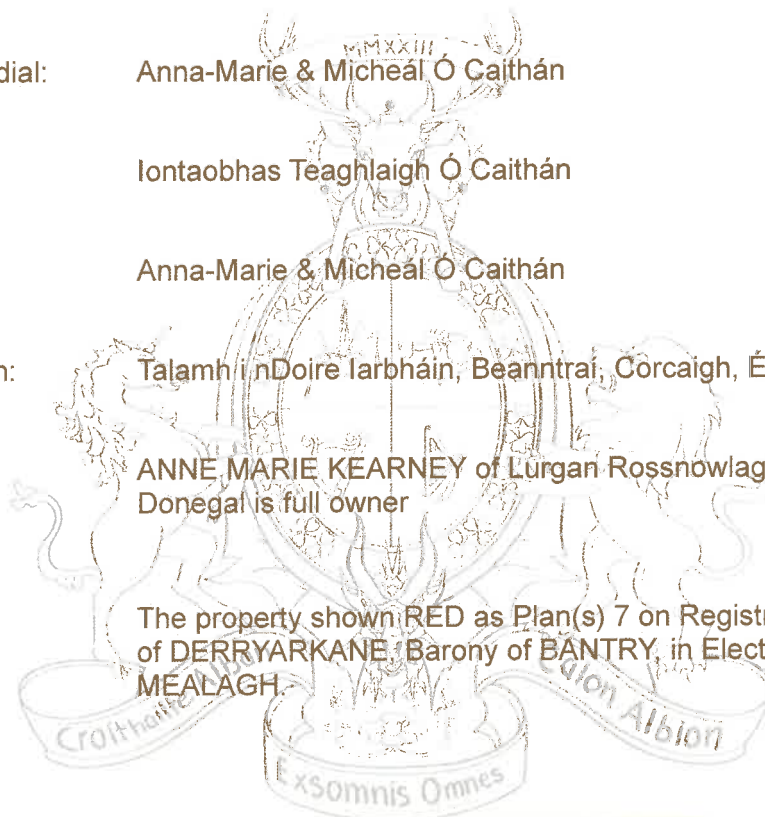 MMXXIII
dial: Anna-Marie & Micheál Ó Caithán
Iontaobhas Teaghlaigh Ó Caithán
Anna-Marie & Micheál Ó Caithán
n: Talamh i nDoire Iarbháin, Beanntraí, Corcaigh, É
ANNE MARIE KEARNEY of Lurgan Rossnowlag
Donegal is full owner
The property shown RED as Plan(s) 7 on Registr
of DERRYARKANE, Barony of BANTRY, in Elect
MEALAGH.
Albion
Exsomnis Omnes